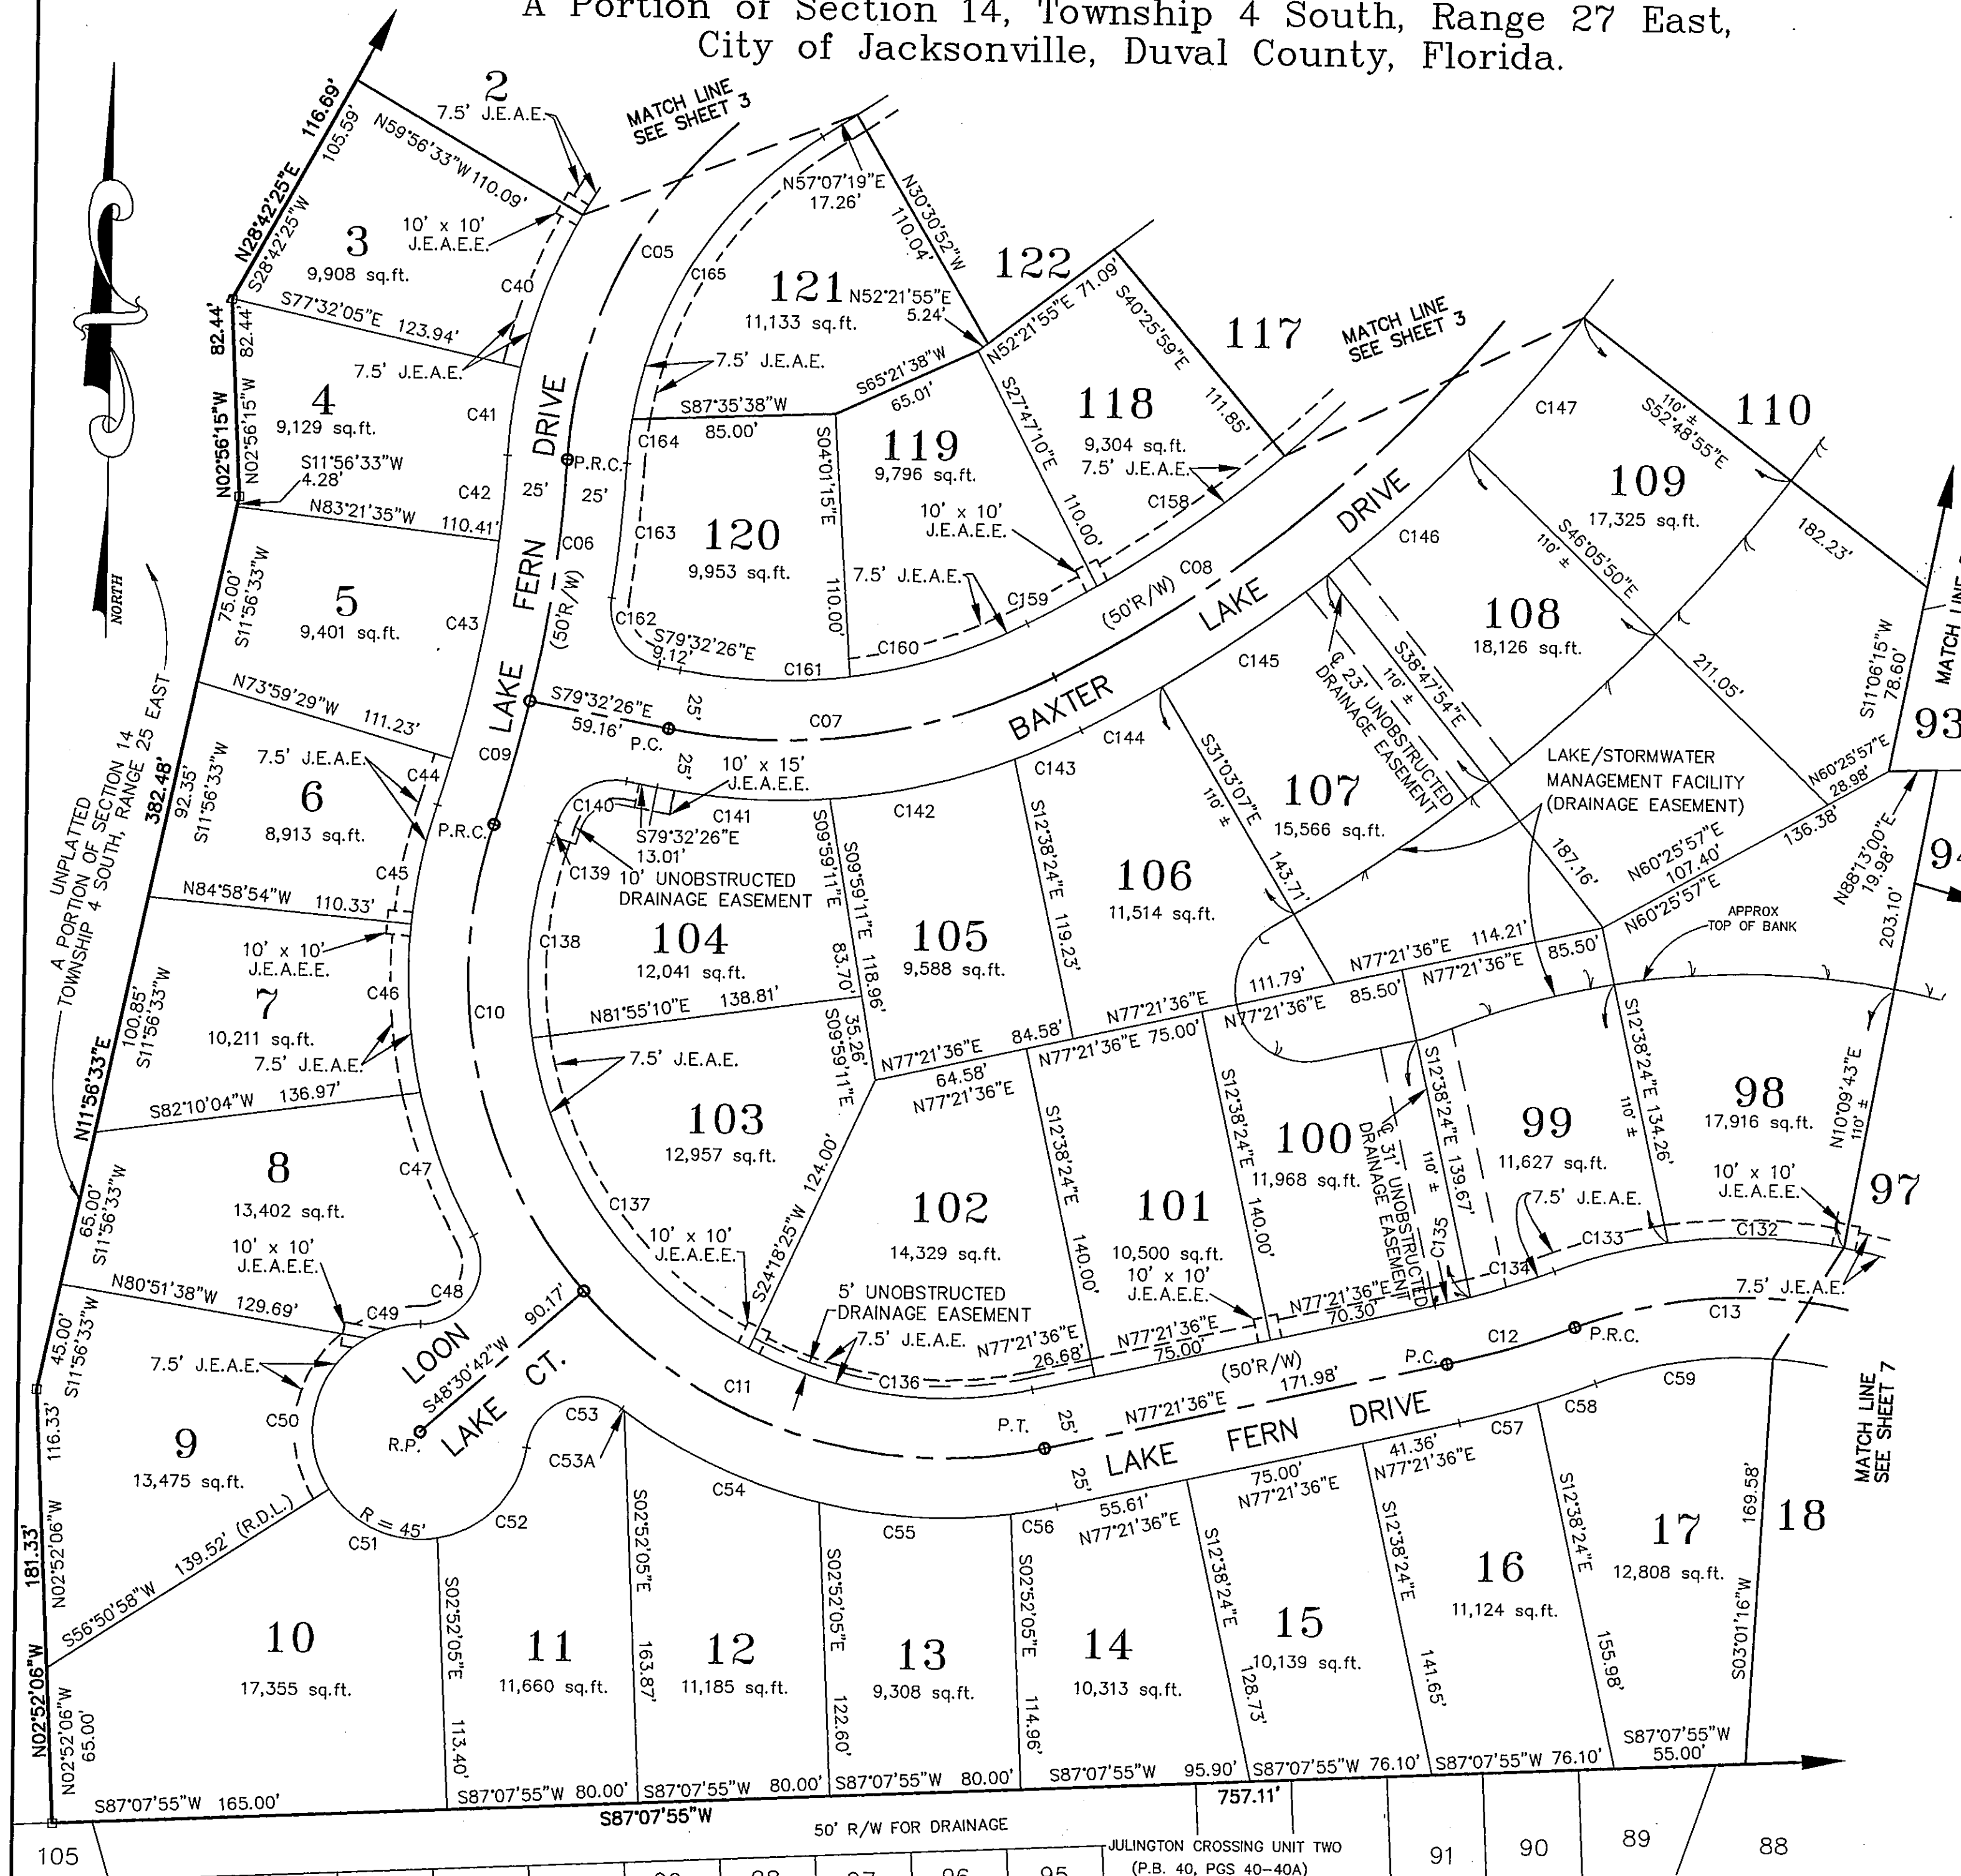 A Portion of Section 14, Township 4 South, Range 27 East,
City of Jacksonville, Duval County, Florida.
NORTH
MATCH LINE
SEE SHEET 3
2
7.5' J.E.A.E.
N28°42'25"E 116.69'
S28°42'25"W 105.59'
N59°56'33"W 110.09'
10' x 10'
J.E.A.E.E.
3
9,908 sq.ft.
C40
S77°32'05"E 123.94'
7.5' J.E.A.E.
N02°56'15"W 82.44'
N02°56'15"W 82.44'
4
9,129 sq.ft.
C41
S11°56'33"W
4.28'
C42
N83°21'35"W 110.41'
75.00'
S11°56'33"W
5
9,401 sq.ft.
C43
N73°59'29"W 111.23'
7.5' J.E.A.E.
C44
6
8,913 sq.ft.
92.35'
S11°56'33"W
P.R.C.
C45
N84°58'54"W 110.33'
10' x 10'
J.E.A.E.E.
7
10,211 sq.ft.
C46
7.5' J.E.A.E.
100.85'
S11°56'33"W
S82°10'04"W 136.97'
N11°56'33"E 382.48'
UNPLATTED
A PORTION OF SECTION 14
TOWNSHIP 4 SOUTH, RANGE 25 EAST
8
13,402 sq.ft.
C47
65.00'
S11°56'33"W
10' x 10'
J.E.A.E.E.
C48
C49
N80°51'38"W 129.69'
45.00'
S11°56'33"W
7.5' J.E.A.E.
C50
9
13,475 sq.ft.
116.33'
N02°52'06"W
181.33'
N02°52'06"W
S56°50'58"W 139.52' (R.D.L.)
R = 45'
C51
C52
C53
C53A
LOON
LAKE CT.
S48°30'42"W 90.17'
R.P.
10
17,355 sq.ft.
N02°52'06"W
65.00'
S87°07'55"W 165.00'
S02°52'05"E 113.40'
11
11,660 sq.ft.
S87°07'55"W 80.00'
S02°52'05"E 163.87'
12
11,185 sq.ft.
C54
S87°07'55"W 80.00'
S02°52'05"E 122.60'
13
9,308 sq.ft.
C55
S87°07'55"W 80.00'
S02°52'05"E 114.96'
14
10,313 sq.ft.
C56
55.61'
N77°21'36"E
S87°07'55"W 95.90'
S12°38'24"E 128.73'
15
10,139 sq.ft.
75.00'
N77°21'36"E
S87°07'55"W 76.10'
S12°38'24"E 141.65'
16
11,124 sq.ft.
41.36'
N77°21'36"E
C57
S87°07'55"W 76.10'
S12°38'24"E 155.98'
17
12,808 sq.ft.
C58
C59
S87°07'55"W
55.00'
S03°01'16"W 169.58'
18
MATCH LINE
SEE SHEET 7
S87°07'55"W 757.11'
50' R/W FOR DRAINAGE
JULINGTON CROSSING UNIT TWO
(P.B. 40, PGS 40-40A)
105
95
91
90
89
88
LAKE FERN DRIVE
C05
P.R.C.
25'
25'
C06
(50'R/W)
C09
C10
C11
P.T.
25'
25'
N77°21'36"E 171.98'
(50'R/W)
P.C.
C12
P.R.C.
C13
LAKE FERN DRIVE
N57°07'19"E
17.26'
C165
121
11,133 sq.ft.
N30°30'52"W
110.04'
N52°21'55"E
5.24'
7.5' J.E.A.E.
122
N52°21'55"E 71.09'
S40°25'59"E 111.85'
117
MATCH LINE
SEE SHEET 3
S87°35'38"W
85.00'
S65°21'38"W
65.01'
C164
C163
C162
120
9,953 sq.ft.
S04°01'15"E 110.00'
119
9,796 sq.ft.
S27°47'10"E 110.00'
118
9,304 sq.ft.
7.5' J.E.A.E.
C158
10' x 10'
J.E.A.E.E.
7.5' J.E.A.E.
C159
C160
C161
S79°32'26"E
9.12'
S79°32'26"E
59.16'
P.C.
25'
25'
C07
BAXTER LAKE DRIVE
(50'R/W)
C08
10' x 15'
J.E.A.E.E.
C140
C139
C141
S79°32'26"E
13.01'
10' UNOBSTRUCTED
DRAINAGE EASEMENT
C138
104
12,041 sq.ft.
N81°55'10"E 138.81'
S09°59'11"E 83.70'
S09°59'11"E 118.96'
35.26'
S09°59'11"E
C142
105
9,588 sq.ft.
C143
S12°38'24"E 119.23'
C144
106
11,514 sq.ft.
S31°03'07"E 143.71'
110' ±
C145
107
15,566 sq.ft.
℄ 23' UNOBSTRUCTED
DRAINAGE EASEMENT
S38°47'54"E 187.16'
110' ±
C146
108
18,126 sq.ft.
S46°05'50"E 211.05'
110' ±
C147
109
17,325 sq.ft.
110' ±
S52°48'55"E 182.23'
110
S11°06'15"W
78.60'
MATCH LINE
93
LAKE/STORMWATER
MANAGEMENT FACILITY
(DRAINAGE EASEMENT)
N60°25'57"E
28.98'
136.38'
N60°25'57"E
107.40'
N60°25'57"E
N88°13'00"E
19.98'
203.10'
APPROX
TOP OF BANK
N77°21'36"E 114.21'
N77°21'36"E 85.50'
111.79'
N77°21'36"E 85.50'
N77°21'36"E 84.58'
N77°21'36"E 75.00'
64.58'
N77°21'36"E
7.5' J.E.A.E.
103
12,957 sq.ft.
C137
10' x 10'
J.E.A.E.E.
S24°18'25"W 124.00'
5' UNOBSTRUCTED
DRAINAGE EASEMENT
7.5' J.E.A.E.
C136
102
14,329 sq.ft.
N77°21'36"E
26.68'
S12°38'24"E 140.00'
101
10,500 sq.ft.
10' x 10'
J.E.A.E.E.
N77°21'36"E
75.00'
S12°38'24"E 140.00'
100
11,968 sq.ft.
N77°21'36"E
70.30'
℄ 31' UNOBSTRUCTED
DRAINAGE EASEMENT
C135
S12°38'24"E 139.67'
110' ±
99
11,627 sq.ft.
7.5' J.E.A.E.
C134
C133
S12°38'24"E 134.26'
110' ±
98
17,916 sq.ft.
10' x 10'
J.E.A.E.E.
C132
N10°09'43"E
110' ±
97
7.5' J.E.A.E.